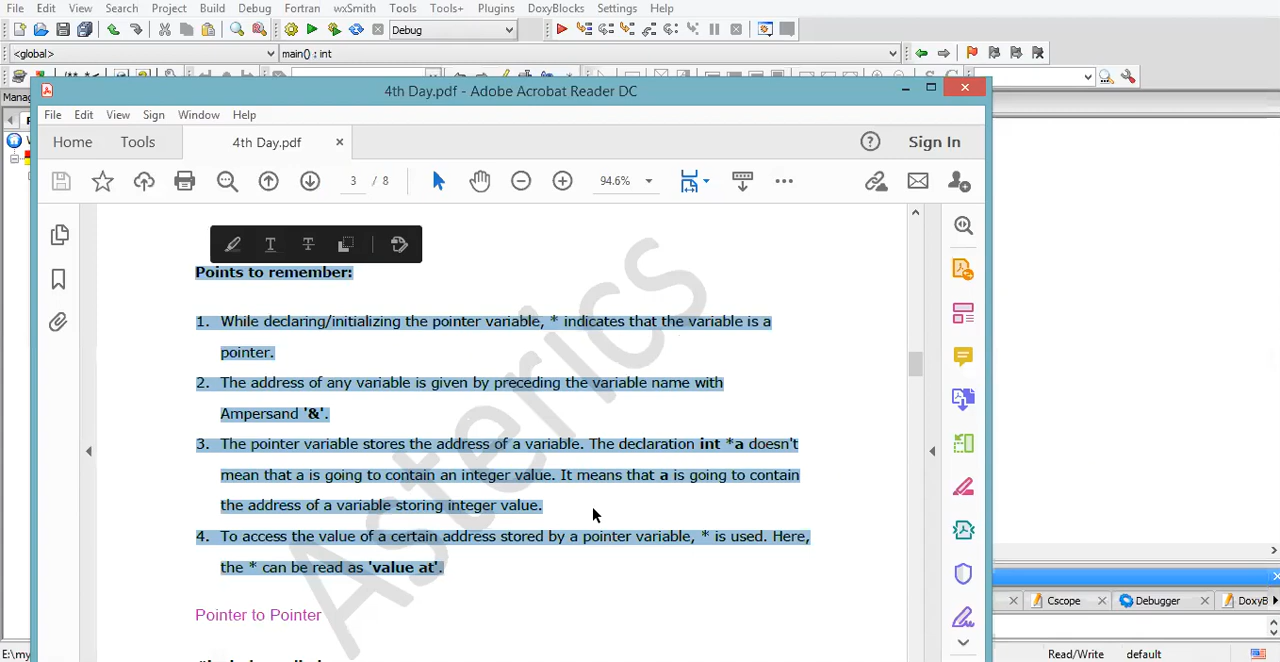 File Edit View Search Project Build Debug Fortran wxSmith Tools Tools+ Plugins DoxyBlocks Settings Help
Debug
<global> main() : int
Mana
4th Day.pdf - Adobe Acrobat Reader DC
File Edit View Sign Window Help
Home Tools 4th Day.pdf × Sign In
3 / 8 94.6%
Points to remember:
1. While declaring/initializing the pointer variable, * indicates that the variable is a
pointer.
2. The address of any variable is given by preceding the variable name with
Ampersand '&'.
3. The pointer variable stores the address of a variable. The declaration int *a doesn't
mean that a is going to contain an integer value. It means that a is going to contain
the address of a variable storing integer value.
4. To access the value of a certain address stored by a pointer variable, * is used. Here,
the * can be read as 'value at'.
Pointer to Pointer
Asterics
Cscope Debugger DoxyB
E:\my Read/Write default